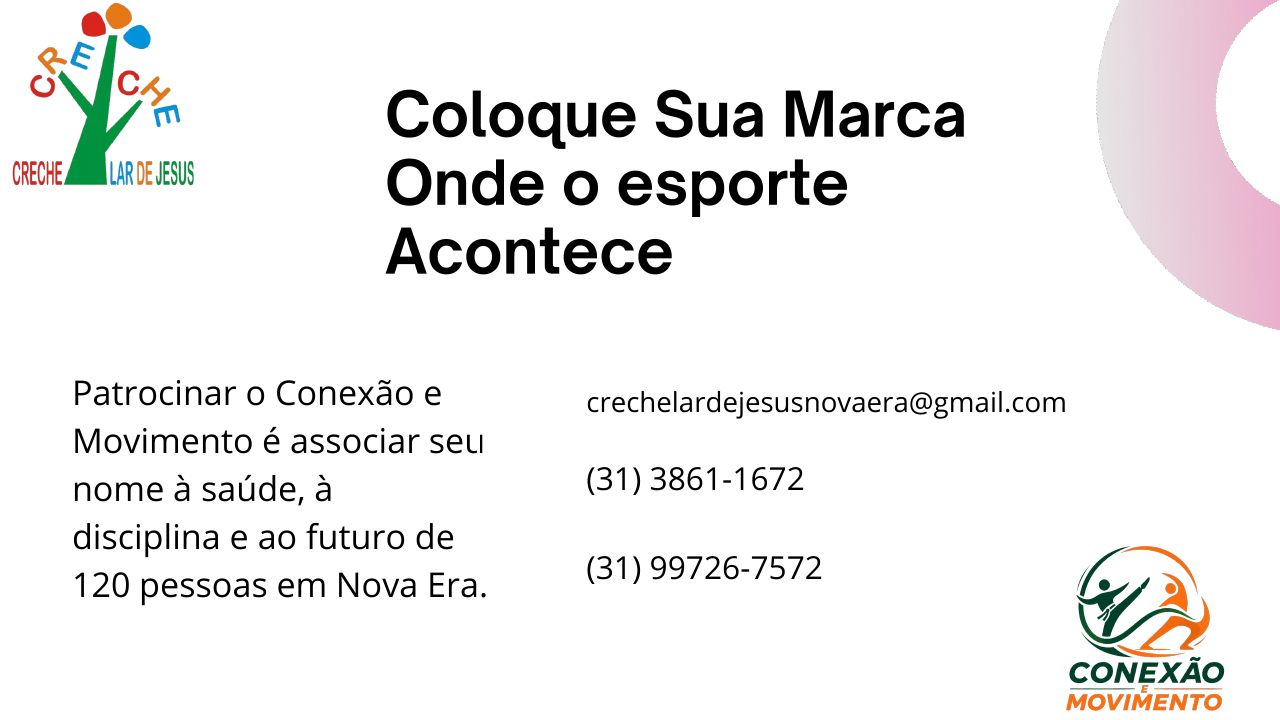 CRECHE
CRECHE LAR DE JESUS
Coloque Sua Marca
Onde o esporte
Acontece
Patrocinar o Conexão e
Movimento é associar seu
nome à saúde, à
disciplina e ao futuro de
120 pessoas em Nova Era.
crechelardejesusnovaera@gmail.com
(31) 3861-1672
(31) 99726-7572
CONEXÃO
E
MOVIMENTO